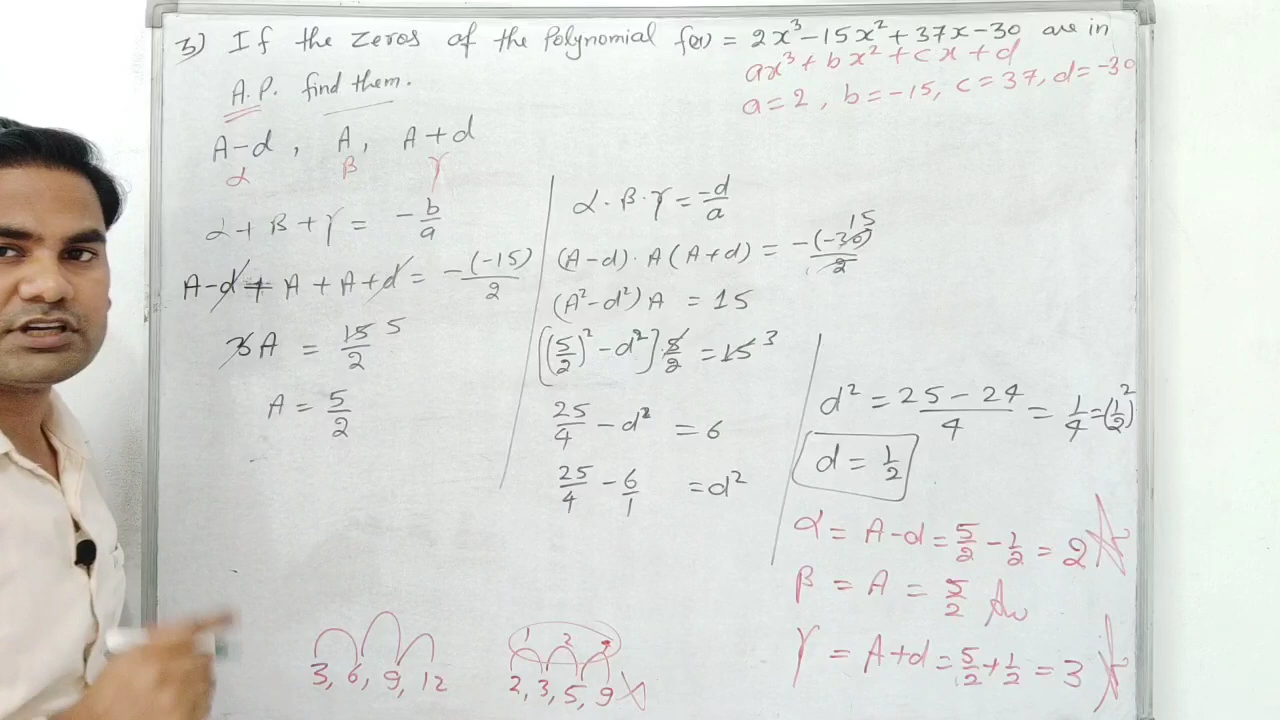 3) If the zeros of the Polynomial f(x) = 2x³-15x²+37x-30 are in
A.P. find them.
ax³+bx²+cx+d
a=2, b=-15, c=37, d=-30
A-d, A, A+d
α β γ
α+β+γ = -b/a
A-d+A+A+d = -(-15)/2
3A = 15/2 5
A = 5/2
α.β.γ = -d/a
(A-d).A(A+d) = -(-30)/2 15
(A²-d²)A = 15
[(5/2)²-d²].5/2 = 15 3
25/4 - d² = 6
25/4 - 6/1 = d²
d² = 25-24/4 = 1/4 = (1/2)²
d = 1/2
α = A-d = 5/2 - 1/2 = 2
β = A = 5/2 Aw
γ = A+d = 5/2 + 1/2 = 3
3, 6, 9, 12
1 2
2, 3, 5, 9